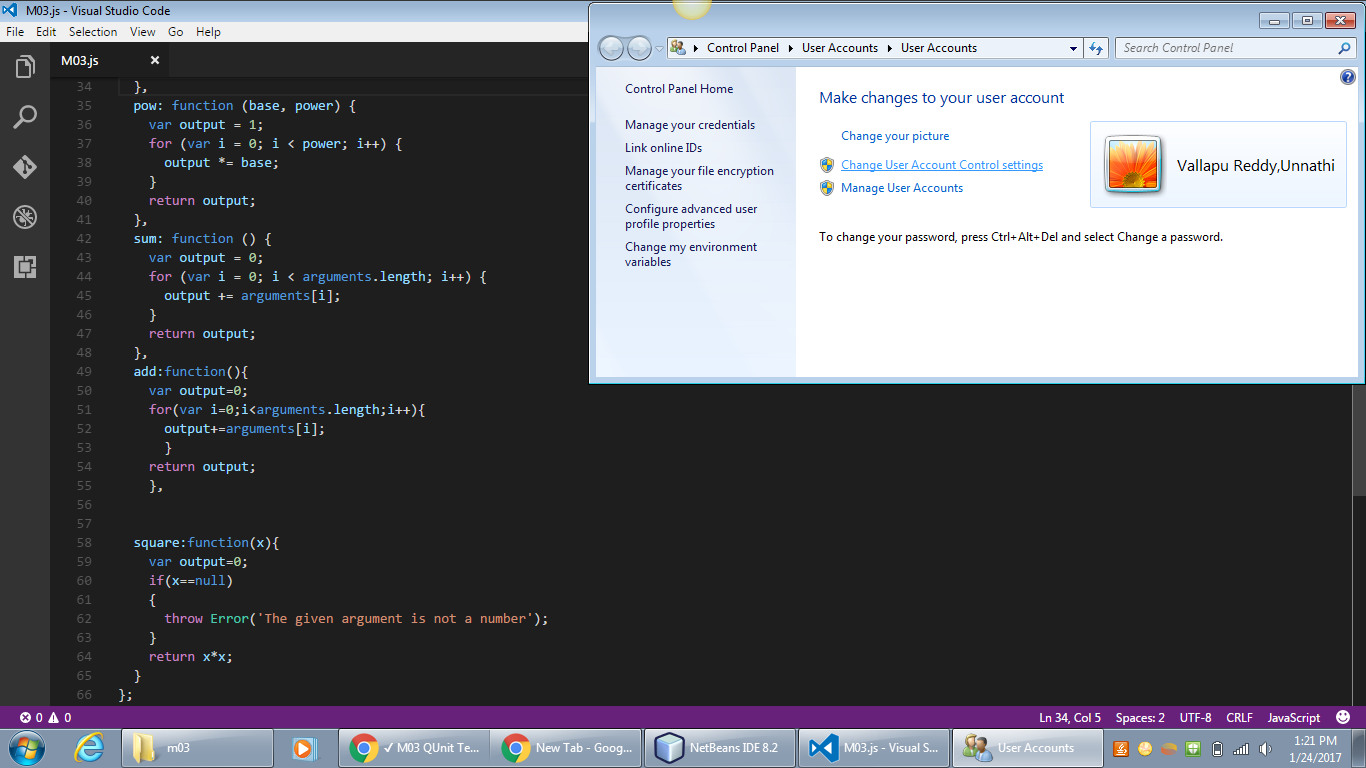 M03.js - Visual Studio Code
File Edit Selection View Go Help
M03.js
34 },
35 pow: function (base, power) {
36 var output = 1;
37 for (var i = 0; i < power; i++) {
38 output *= base;
39 }
40 return output;
41 },
42 sum: function () {
43 var output = 0;
44 for (var i = 0; i < arguments.length; i++) {
45 output += arguments[i];
46 }
47 return output;
48 },
49 add:function(){
50 var output=0;
51 for(var i=0;i<arguments.length;i++){
52 output+=arguments[i];
53 }
54 return output;
55 },
56
57
58 square:function(x){
59 var output=0;
60 if(x==null)
61 {
62 throw Error('The given argument is not a number');
63 }
64 return x*x;
65 }
66 };
Control Panel User Accounts User Accounts
Search Control Panel
Control Panel Home
Manage your credentials
Link online IDs
Manage your file encryption
certificates
Configure advanced user
profile properties
Change my environment
variables
Make changes to your user account
Change your picture
Change User Account Control settings
Manage User Accounts
Vallapu Reddy,Unnathi
To change your password, press Ctrl+Alt+Del and select Change a password.
0 0
Ln 34, Col 5 Spaces: 2 UTF-8 CRLF JavaScript
m03
✓ M03 QUnit Te...
New Tab - Goog...
NetBeans IDE 8.2
M03.js - Visual S...
User Accounts
1:21 PM
1/24/2017